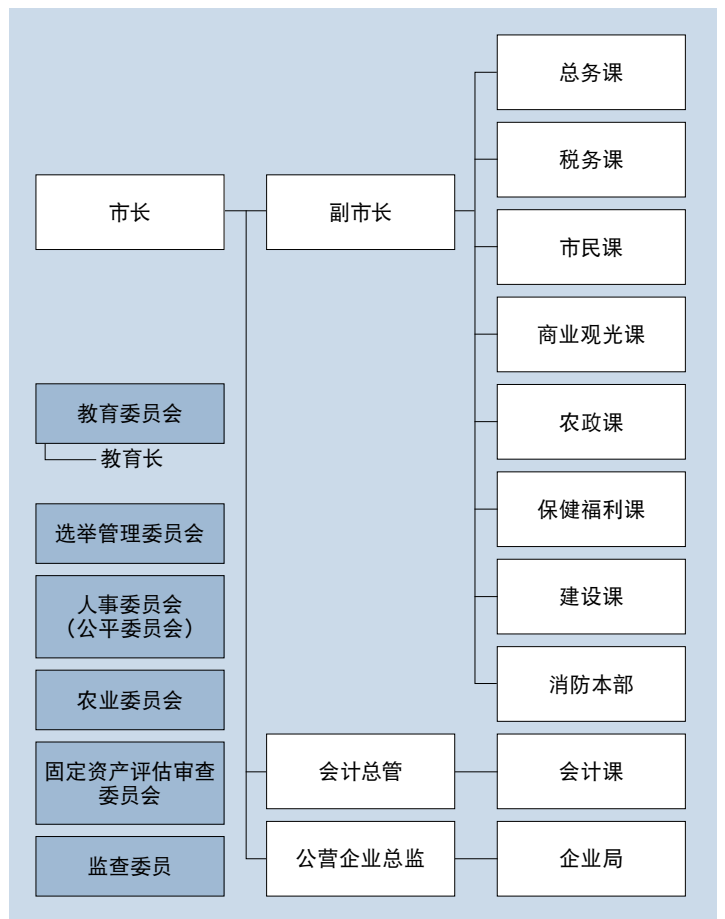 总务课
税务课
市长
副市长
市民课
商业观光课
教育委员会
教育长
农政课
选举管理委员会
保健福利课
人事委员会
（公平委员会）
建设课
农业委员会
消防本部
固定资产评估审查
委员会
会计总管
会计课
监查委员
公营企业总监
企业局